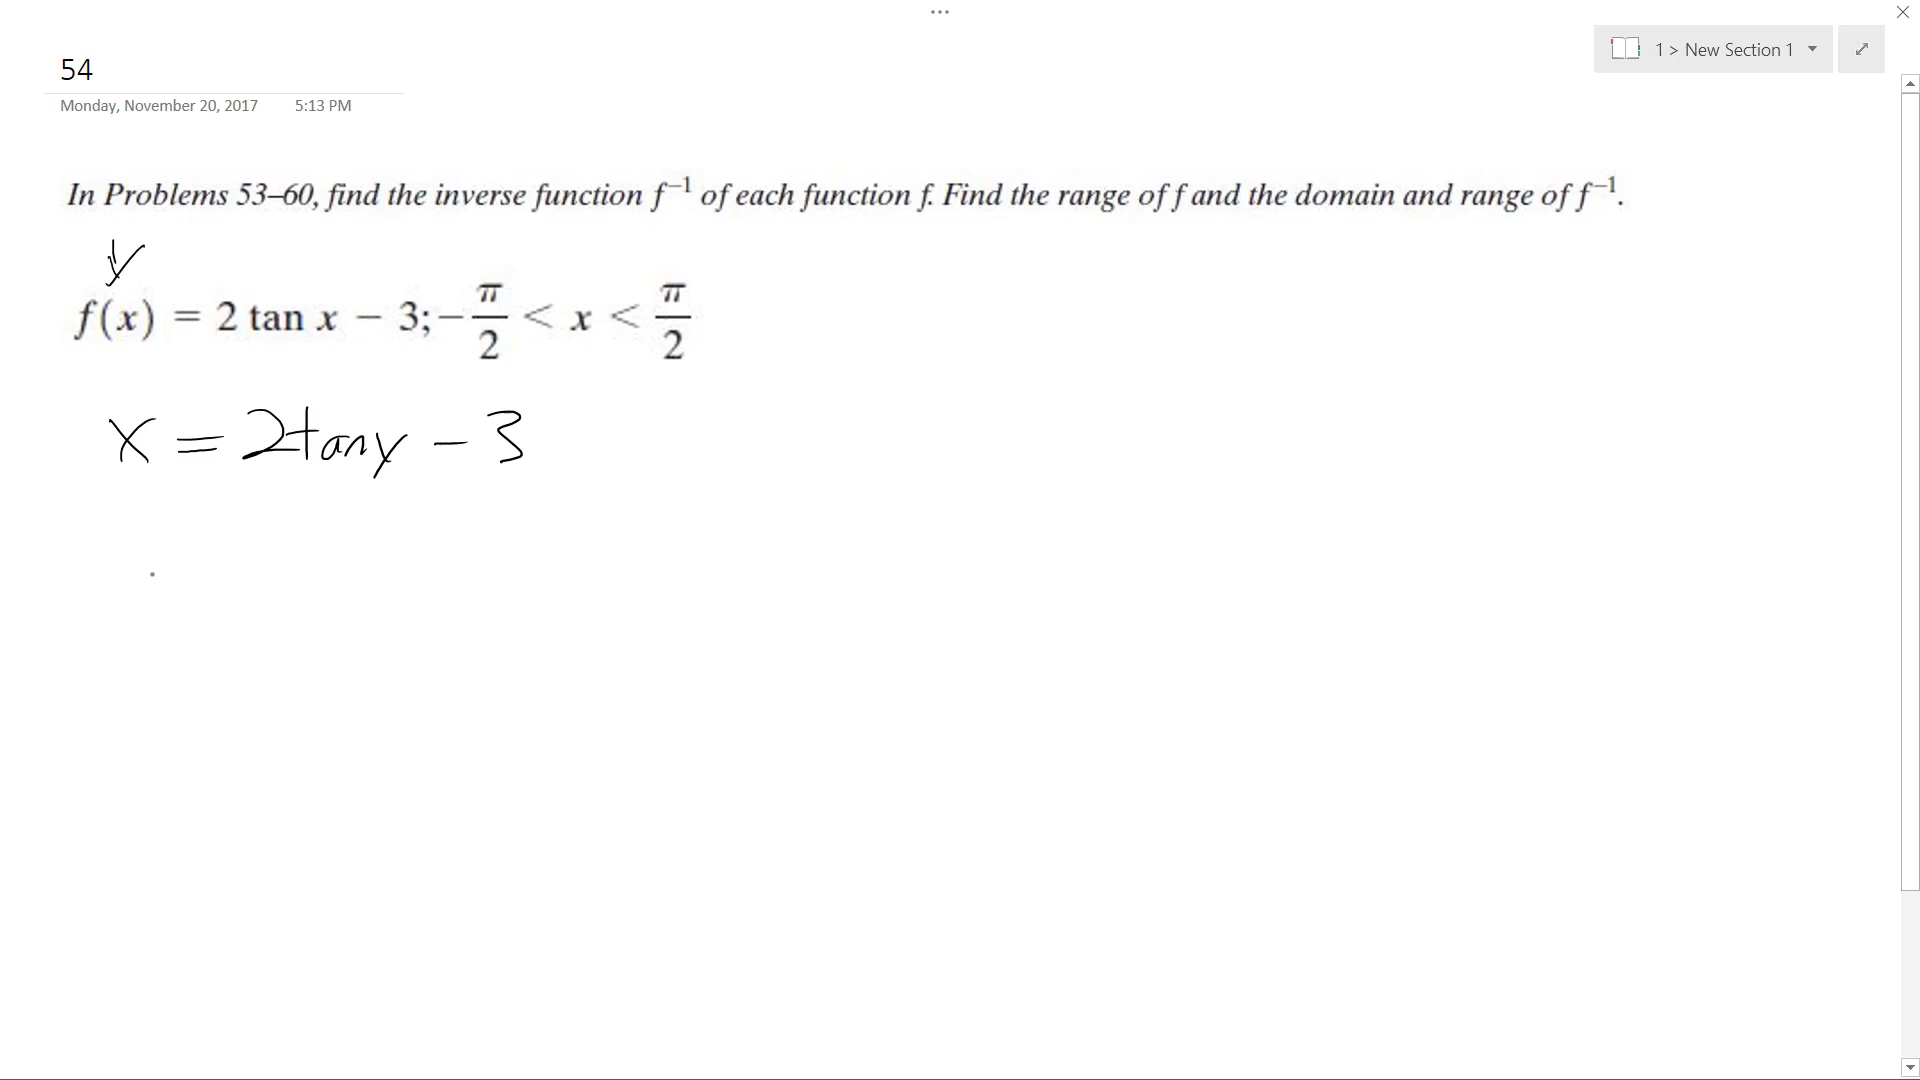 ...
1 > New Section 1
54
Monday, November 20, 2017 5:13 PM
In Problems 53–60, find the inverse function f⁻¹ of each function f. Find the range of f and the domain and range of f⁻¹.
y
f(x) = 2 tan x − 3; −π/2 < x < π/2
x = 2tany − 3